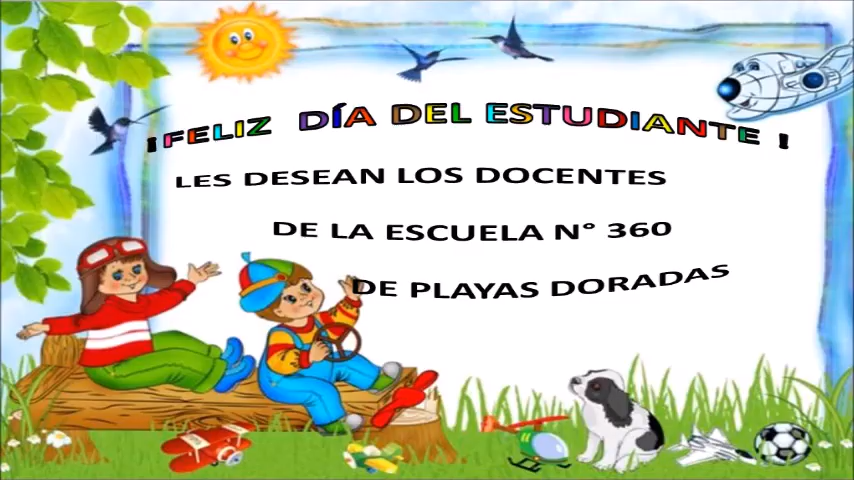 ¡FELIZ DÍA DEL ESTUDIANTE !
LES DESEAN LOS DOCENTES
DE LA ESCUELA N° 360
DE PLAYAS DORADAS